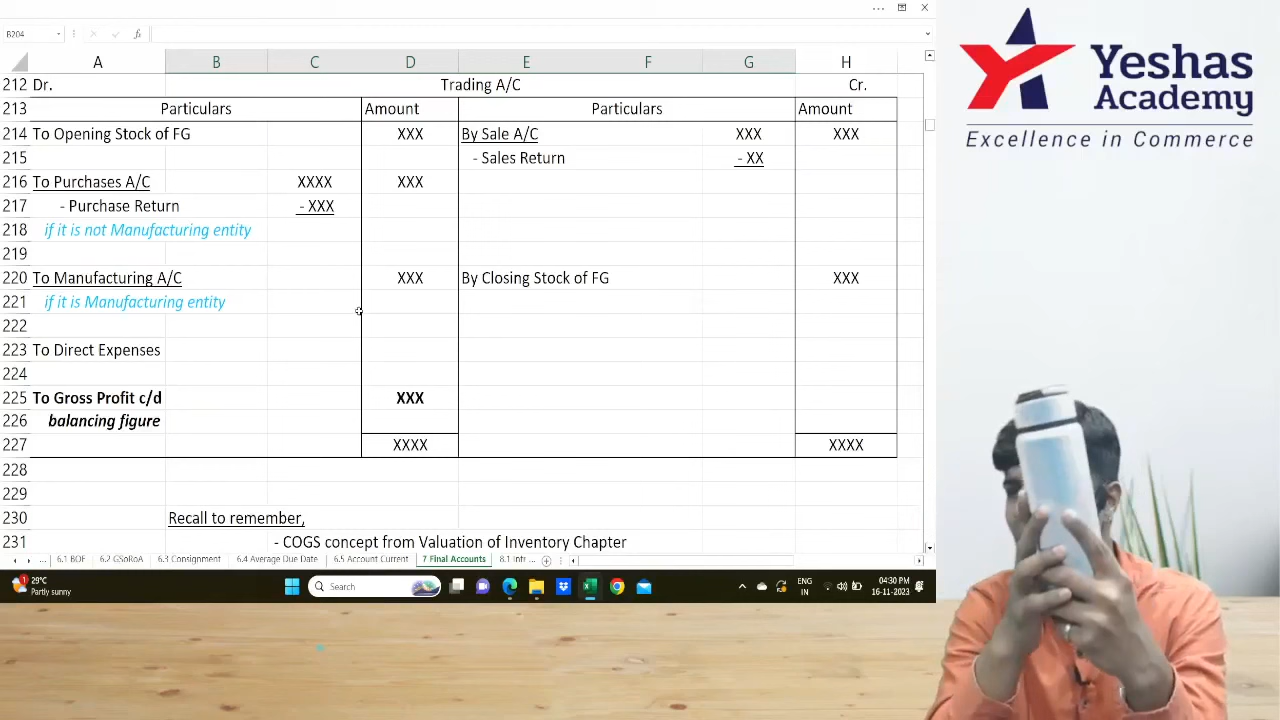 B204
fx
A B C D E F G H
212 Dr. Trading A/C Cr.
213 Particulars Amount Particulars Amount
214 To Opening Stock of FG XXX By Sale A/C XXX XXX
215 - Sales Return - XX
216 To Purchases A/C XXXX XXX
217 - Purchase Return - XXX
218 if it is not Manufacturing entity
219
220 To Manufacturing A/C XXX By Closing Stock of FG XXX
221 if it is Manufacturing entity
222
223 To Direct Expenses
224
225 To Gross Profit c/d XXX
226 balancing figure
227 XXXX XXXX
228
229
230 Recall to remember,
231 - COGS concept from Valuation of Inventory Chapter
... 6.1 BOE 6.2 GSoRoA 6.3 Consignment 6.4 Average Due Date 6.5 Account Current 7 Final Accounts 8.1 Intr ...
1
29°C
Partly sunny
Search
ENG
IN
04:30 PM
16-11-2023
Yeshas
Academy
Excellence in Commerce